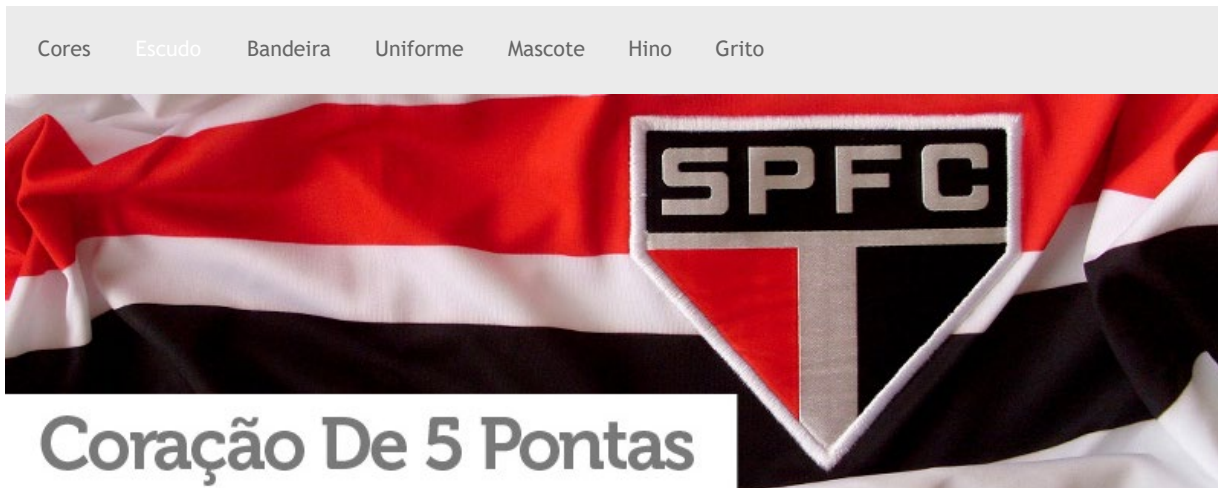 Cores Escudo Bandeira Uniforme Mascote Hino Grito
SPFC
Coração De 5 Pontas